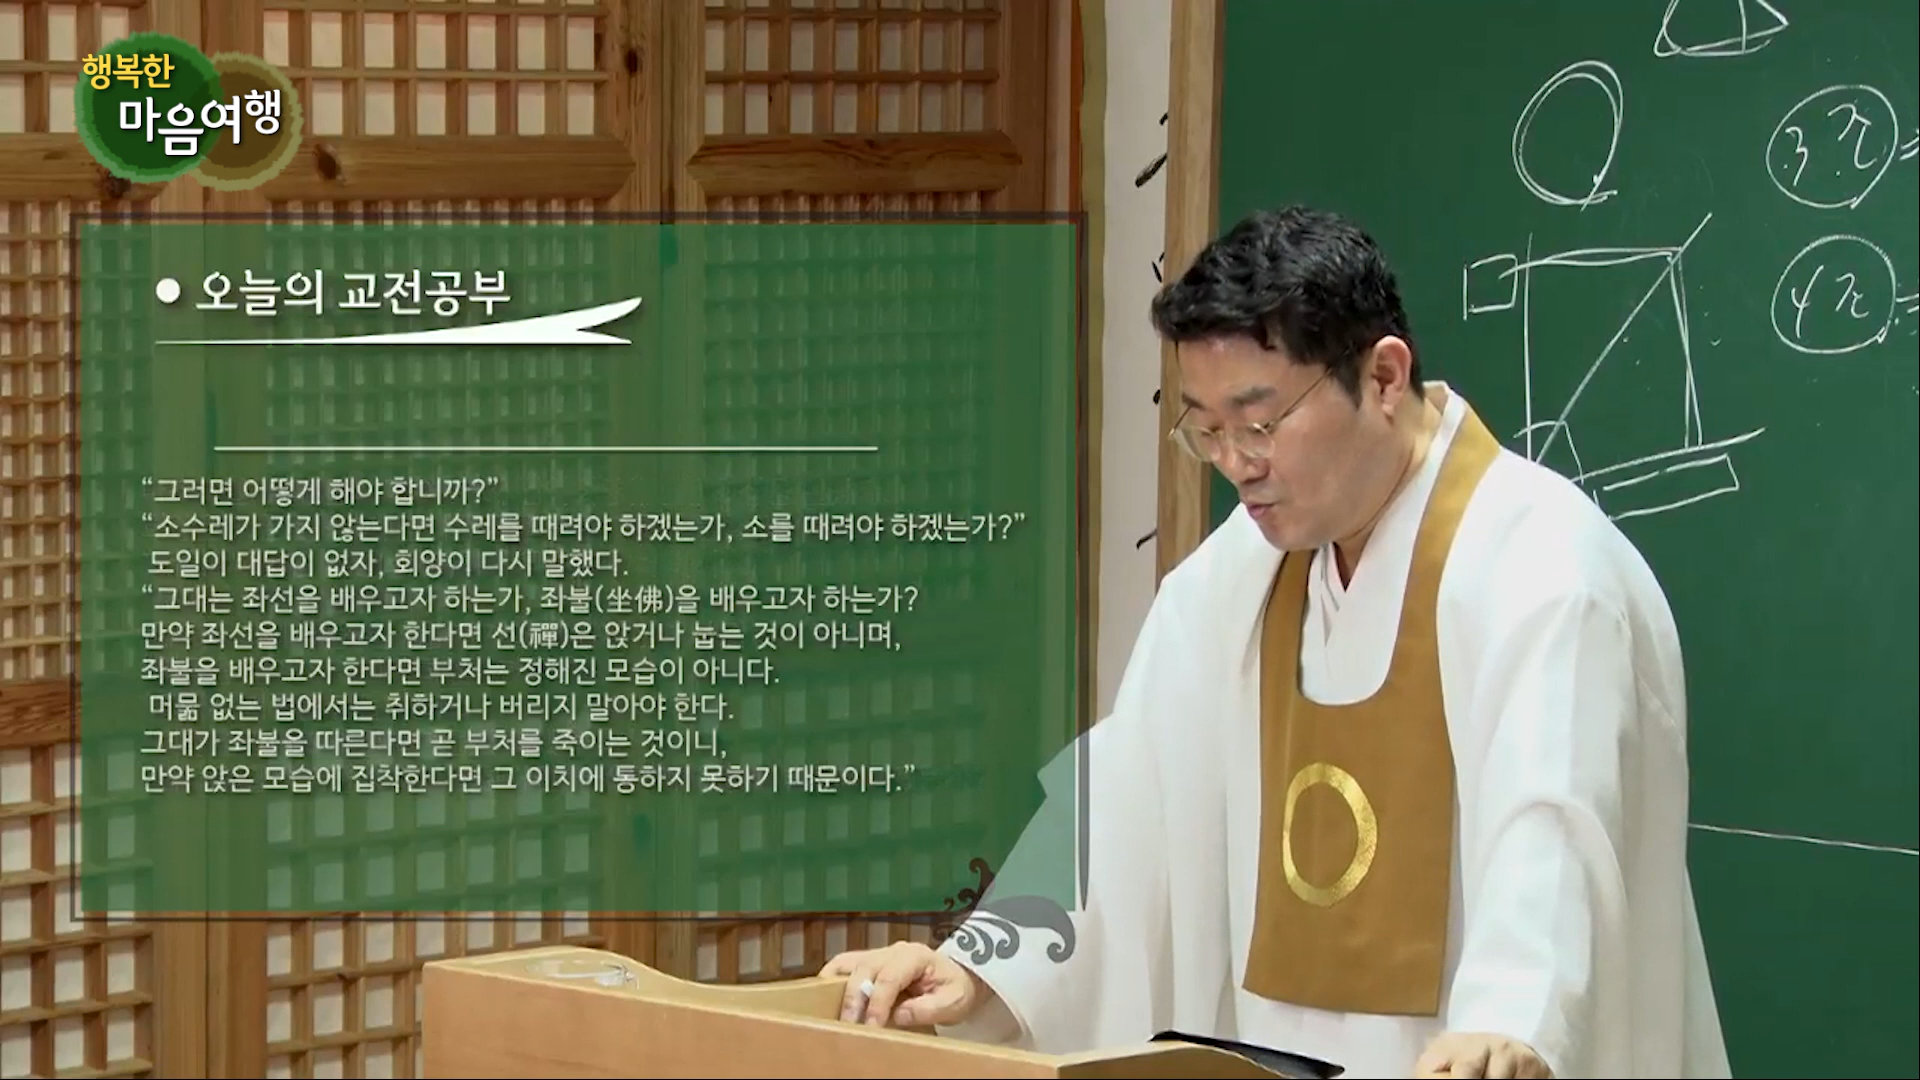 행복한
마음여행
• 오늘의 교전공부
“그러면 어떻게 해야 합니까?”
“소수레가 가지 않는다면 수레를 때려야 하겠는가, 소를 때려야 하겠는가?”
도일이 대답이 없자, 회양이 다시 말했다.
“그대는 좌선을 배우고자 하는가, 좌불(坐佛)을 배우고자 하는가?
만약 좌선을 배우고자 한다면 선(禪)은 앉거나 눕는 것이 아니며,
좌불을 배우고자 한다면 부처는 정해진 모습이 아니다.
머묾 없는 법에서는 취하거나 버리지 말아야 한다.
그대가 좌불을 따른다면 곧 부처를 죽이는 것이니,
만약 앉은 모습에 집착한다면 그 이치에 통하지 못하기 때문이다.”
3조
4조